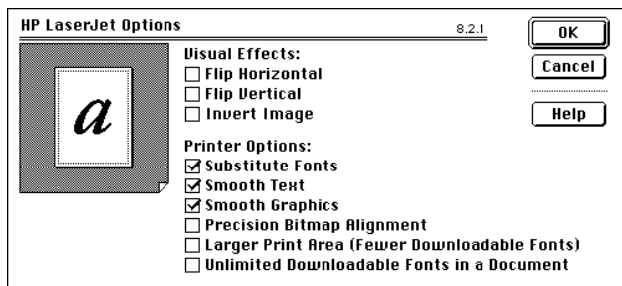 HP LaserJet Options
8.2.1
OK
Cancel
Help
a
Visual Effects:
Flip Horizontal
Flip Vertical
Invert Image
Printer Options:
Substitute Fonts
Smooth Text
Smooth Graphics
Precision Bitmap Alignment
Larger Print Area (Fewer Downloadable Fonts)
Unlimited Downloadable Fonts in a Document